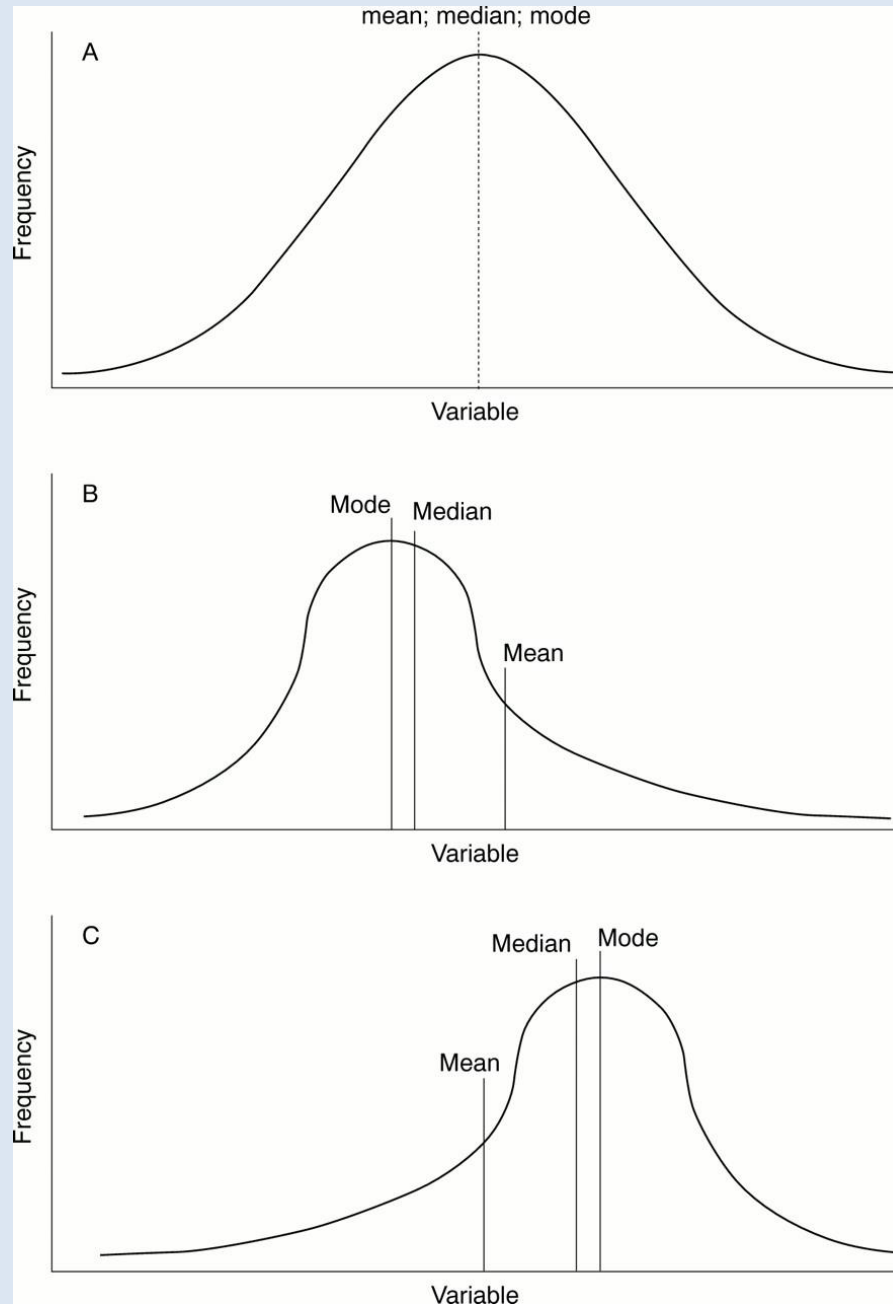 mean; median; mode
A
Frequency
Variable
B
Mode
Median
Mean
Frequency
Variable
C
Median
Mode
Mean
Frequency
Variable